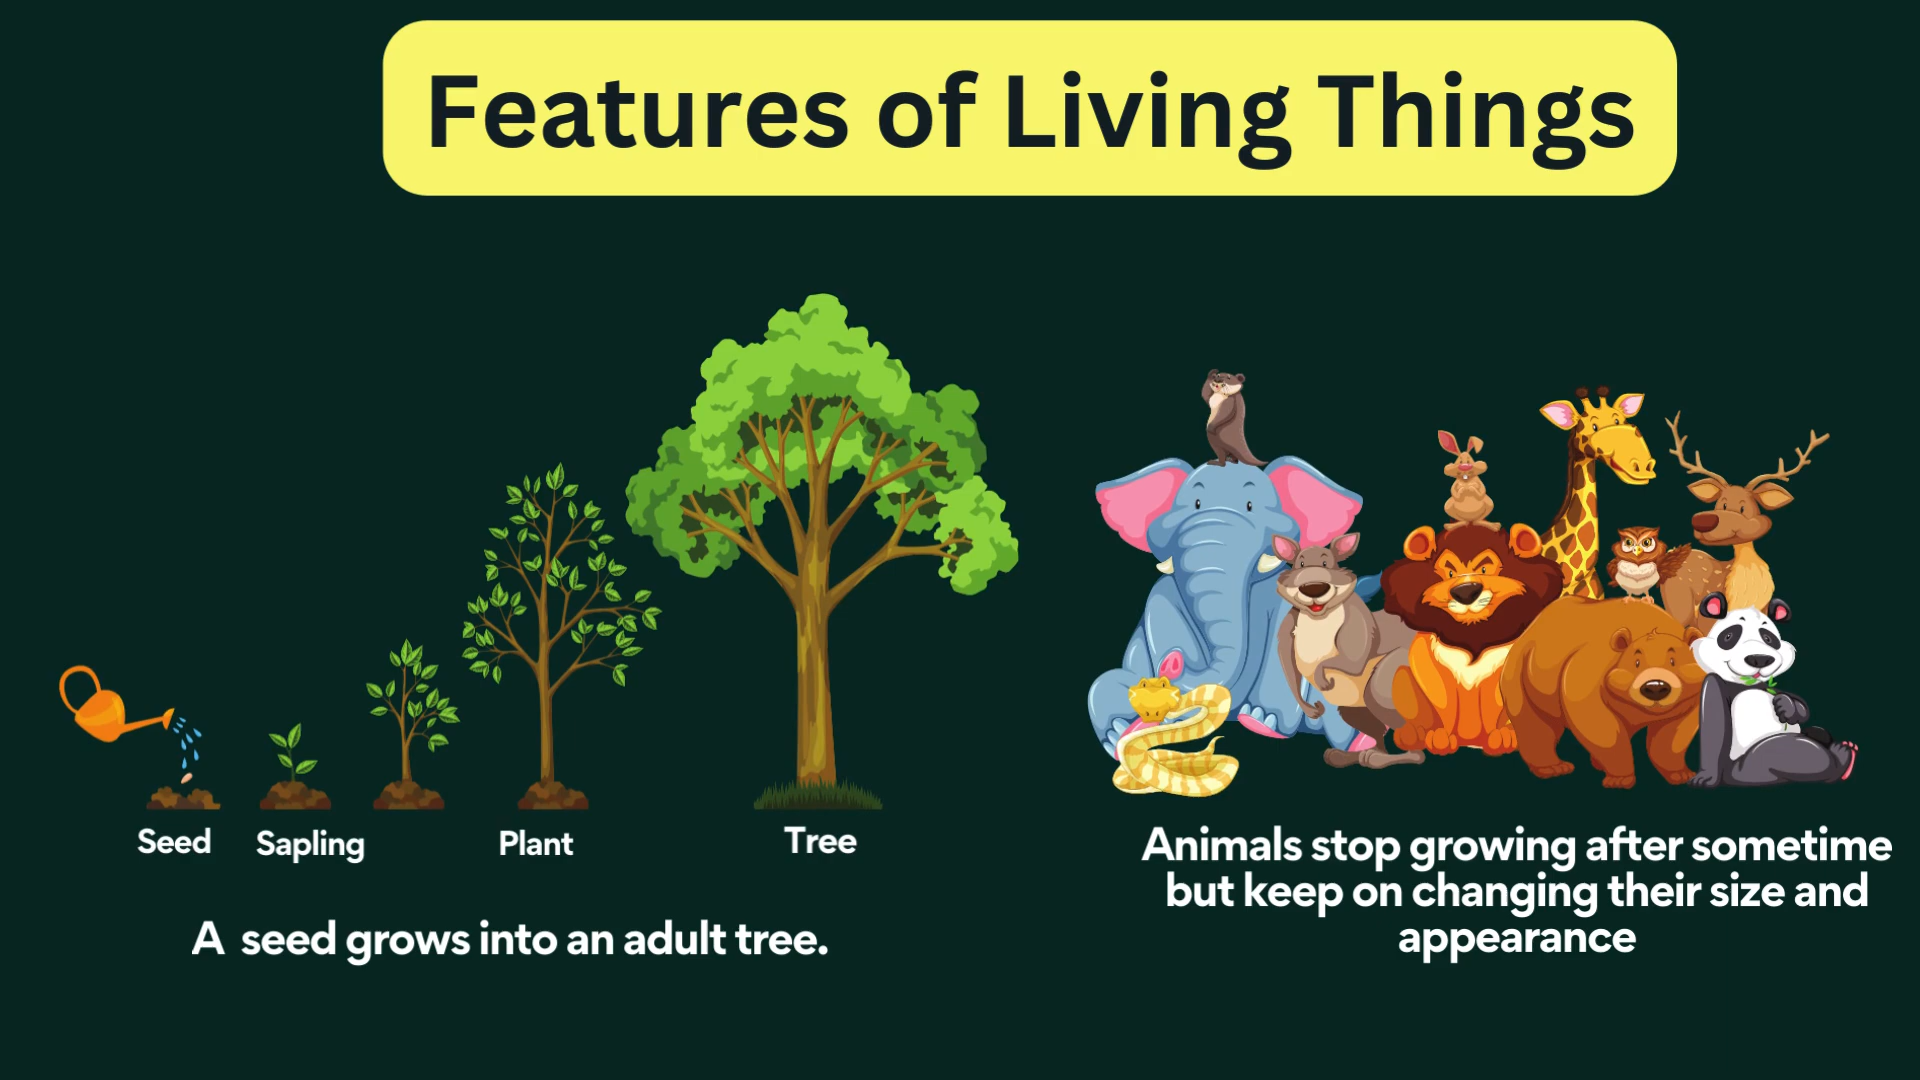 Features of Living Things
Seed
Sapling
Plant
Tree
A seed grows into an adult tree.
Animals stop growing after sometime
but keep on changing their size and
appearance